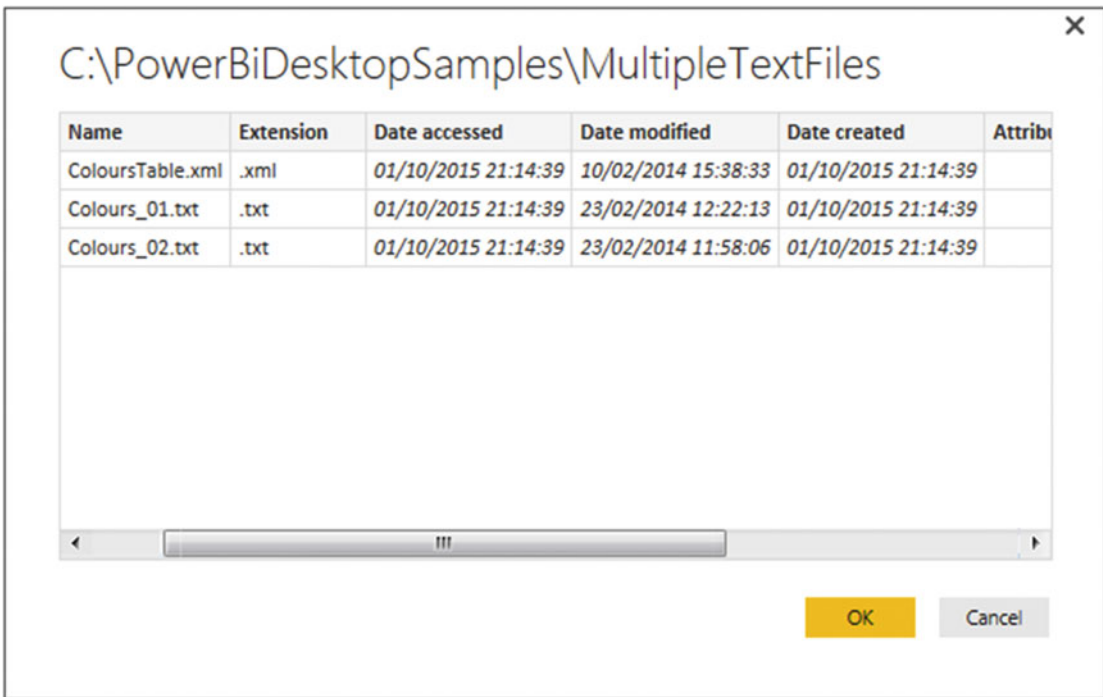 C:\PowerBiDesktopSamples\MultipleTextFiles
Name Extension Date accessed Date modified Date created Attribu
ColoursTable.xml .xml 01/10/2015 21:14:39 10/02/2014 15:38:33 01/10/2015 21:14:39
Colours_01.txt .txt 01/10/2015 21:14:39 23/02/2014 12:22:13 01/10/2015 21:14:39
Colours_02.txt .txt 01/10/2015 21:14:39 23/02/2014 11:58:06 01/10/2015 21:14:39
OK Cancel